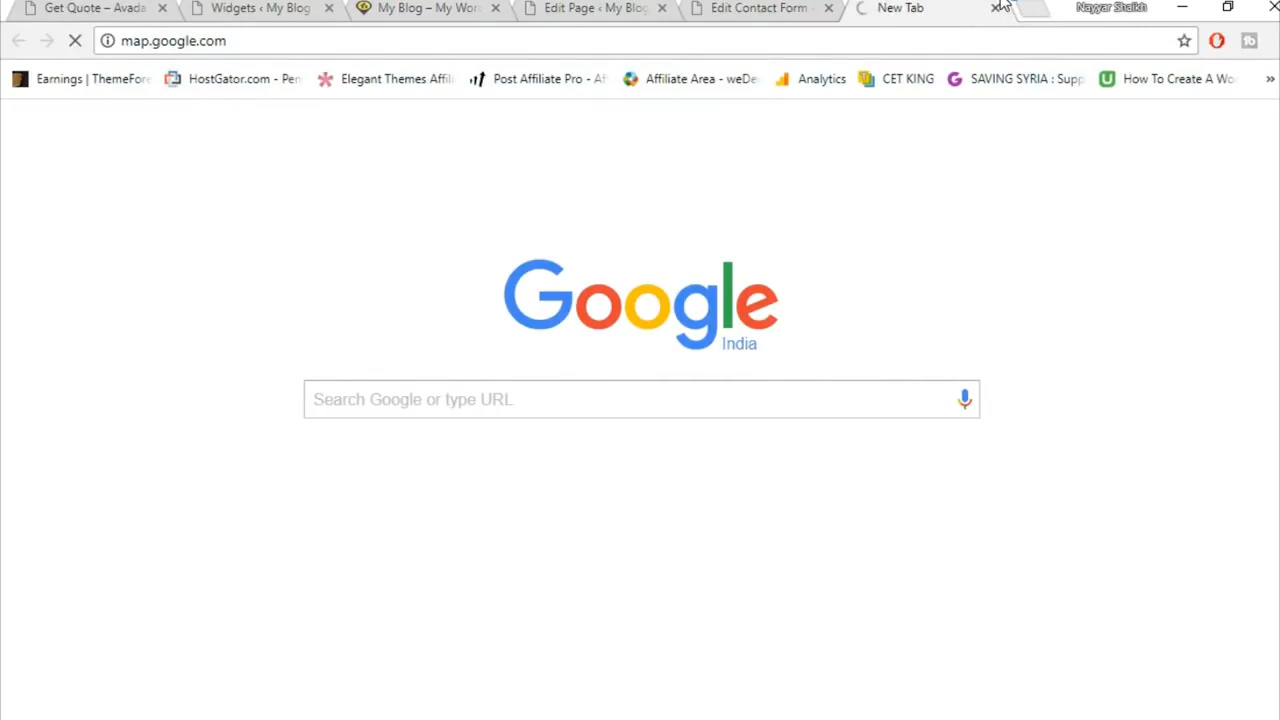 Get Quote – Avada
Widgets ‹ My Blog
My Blog – My Wor
Edit Page ‹ My Blog
Edit Contact Form
New Tab
Nayyar Shaikh
map.google.com
Earnings | ThemeFore
HostGator.com - Pen
Elegant Themes Affili
Post Affiliate Pro - Af
Affiliate Area - weDe
Analytics
CET KING
SAVING SYRIA : Supp
How To Create A Wo
»
Google
India
Search Google or type URL